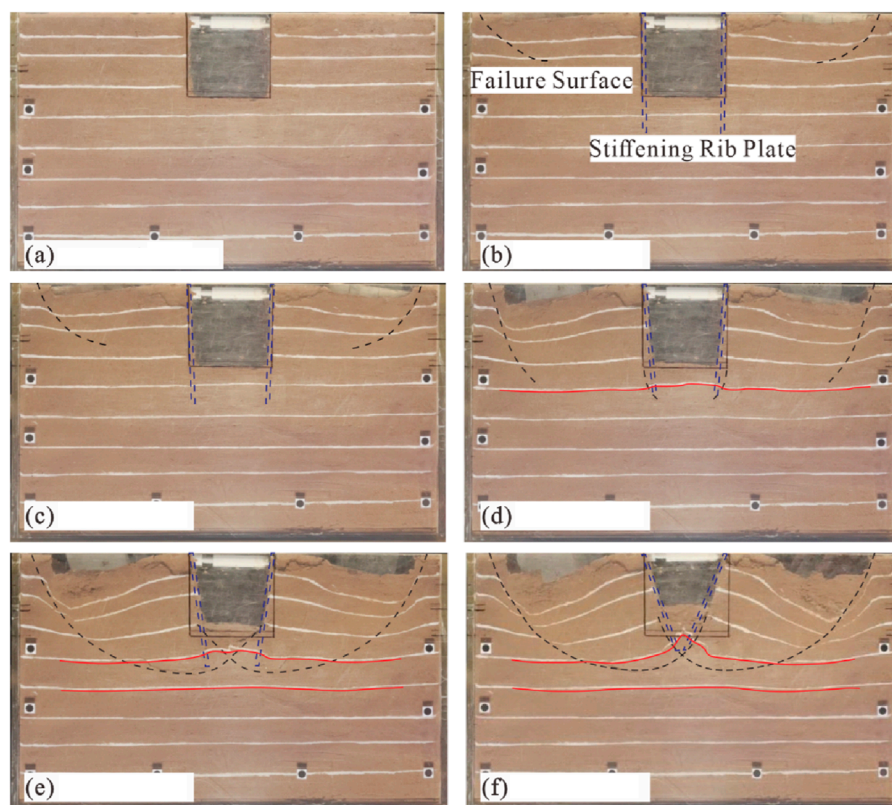 (a)
Failure Surface
Stiffening Rib Plate
(b)
(c)
(d)
(e)
(f)